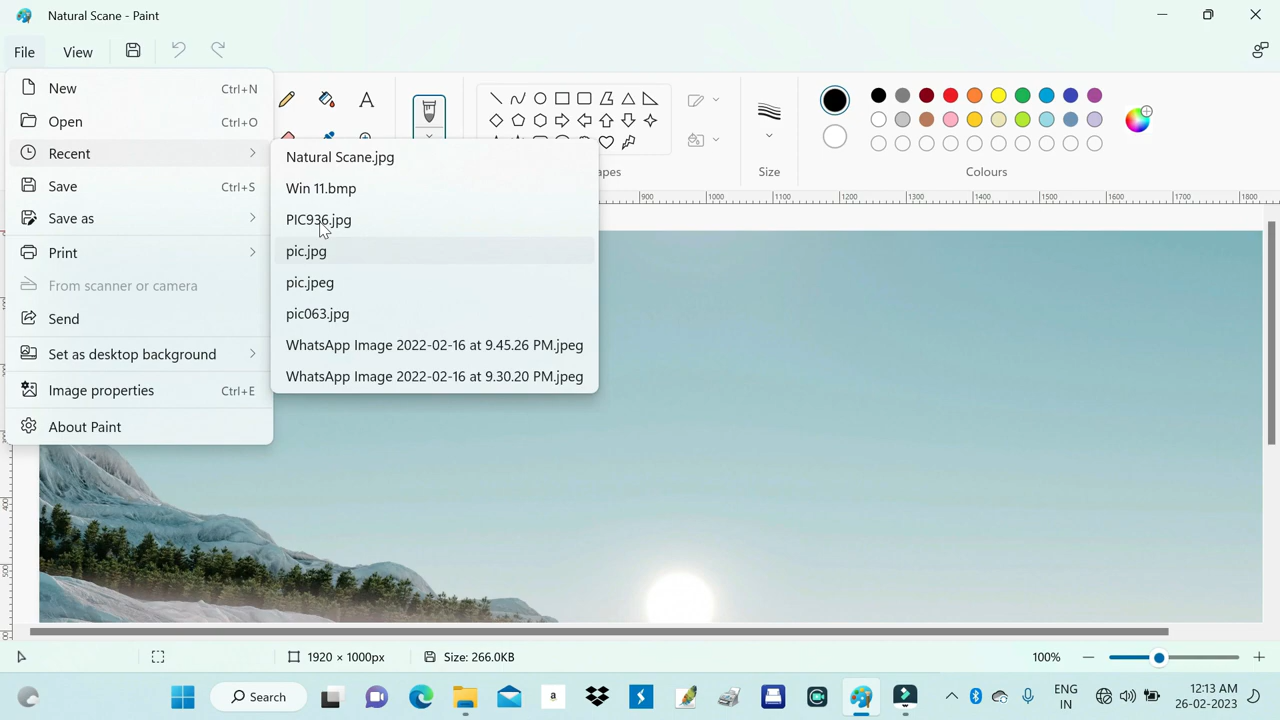 Natural Scane - Paint
File
View
New Ctrl+N
Open Ctrl+O
Recent
Save Ctrl+S
Save as
Print
From scanner or camera
Send
Set as desktop background
Image properties Ctrl+E
About Paint
Natural Scane.jpg
Win 11.bmp
PIC936.jpg
pic.jpg
pic.jpeg
pic063.jpg
WhatsApp Image 2022-02-16 at 9.45.26 PM.jpeg
WhatsApp Image 2022-02-16 at 9.30.20 PM.jpeg
A
apes
Size
Colours
900 1000 1100 1200 1300 1400 1500 1600 1700 1800
1920 × 1000px
Size: 266.0KB
100%
Search
a
ENG
IN
12:13 AM
26-02-2023